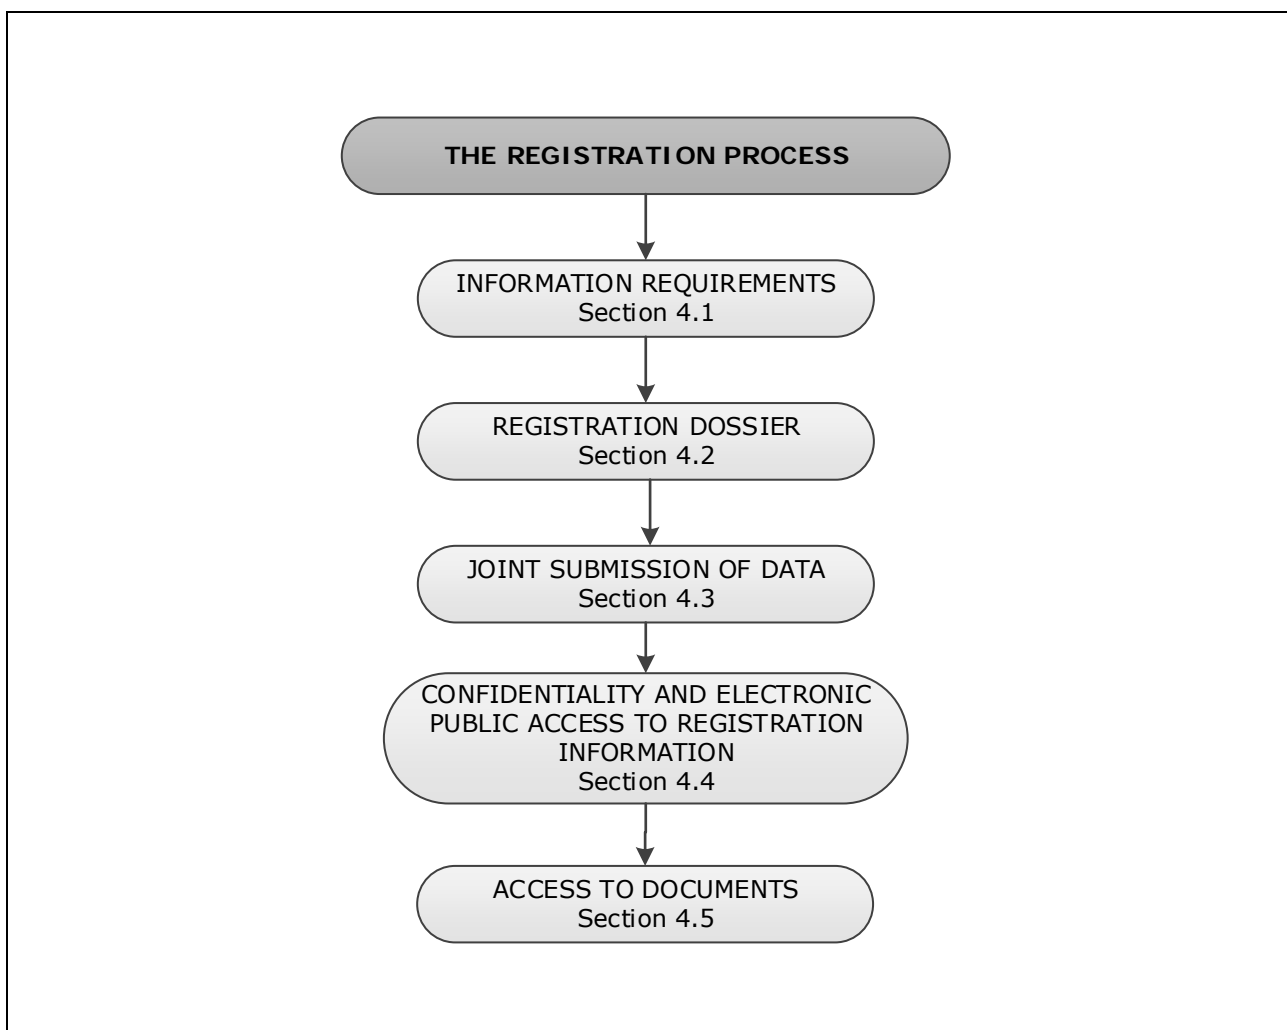 THE REGISTRATION PROCESS
INFORMATION REQUIREMENTS
Section 4.1
REGISTRATION DOSSIER
Section 4.2
JOINT SUBMISSION OF DATA
Section 4.3
CONFIDENTIALITY AND ELECTRONIC
PUBLIC ACCESS TO REGISTRATION
INFORMATION
Section 4.4
ACCESS TO DOCUMENTS
Section 4.5